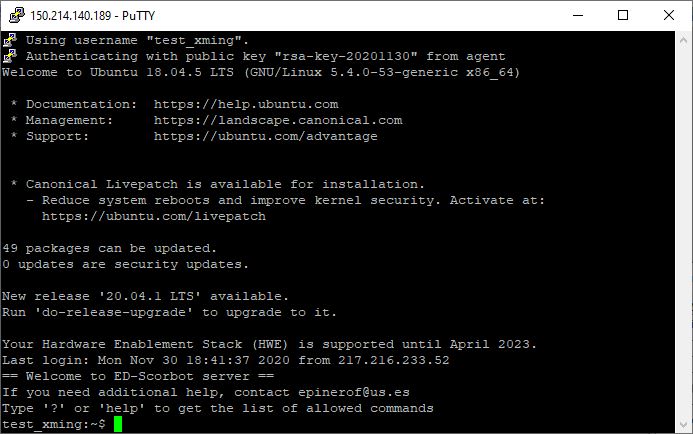 150.214.140.189 - PuTTY
Using username "test_xming".
Authenticating with public key "rsa-key-20201130" from agent
Welcome to Ubuntu 18.04.5 LTS (GNU/Linux 5.4.0-53-generic x86_64)
* Documentation:  https://help.ubuntu.com
* Management:     https://landscape.canonical.com
* Support:        https://ubuntu.com/advantage
* Canonical Livepatch is available for installation.
- Reduce system reboots and improve kernel security. Activate at:
https://ubuntu.com/livepatch
49 packages can be updated.
0 updates are security updates.
New release '20.04.1 LTS' available.
Run 'do-release-upgrade' to upgrade to it.
Your Hardware Enablement Stack (HWE) is supported until April 2023.
Last login: Mon Nov 30 18:41:37 2020 from 217.216.233.52
== Welcome to ED-Scorbot server ==
If you need additional help, contact epinerof@us.es
Type '?' or 'help' to get the list of allowed commands
test_xming:~$